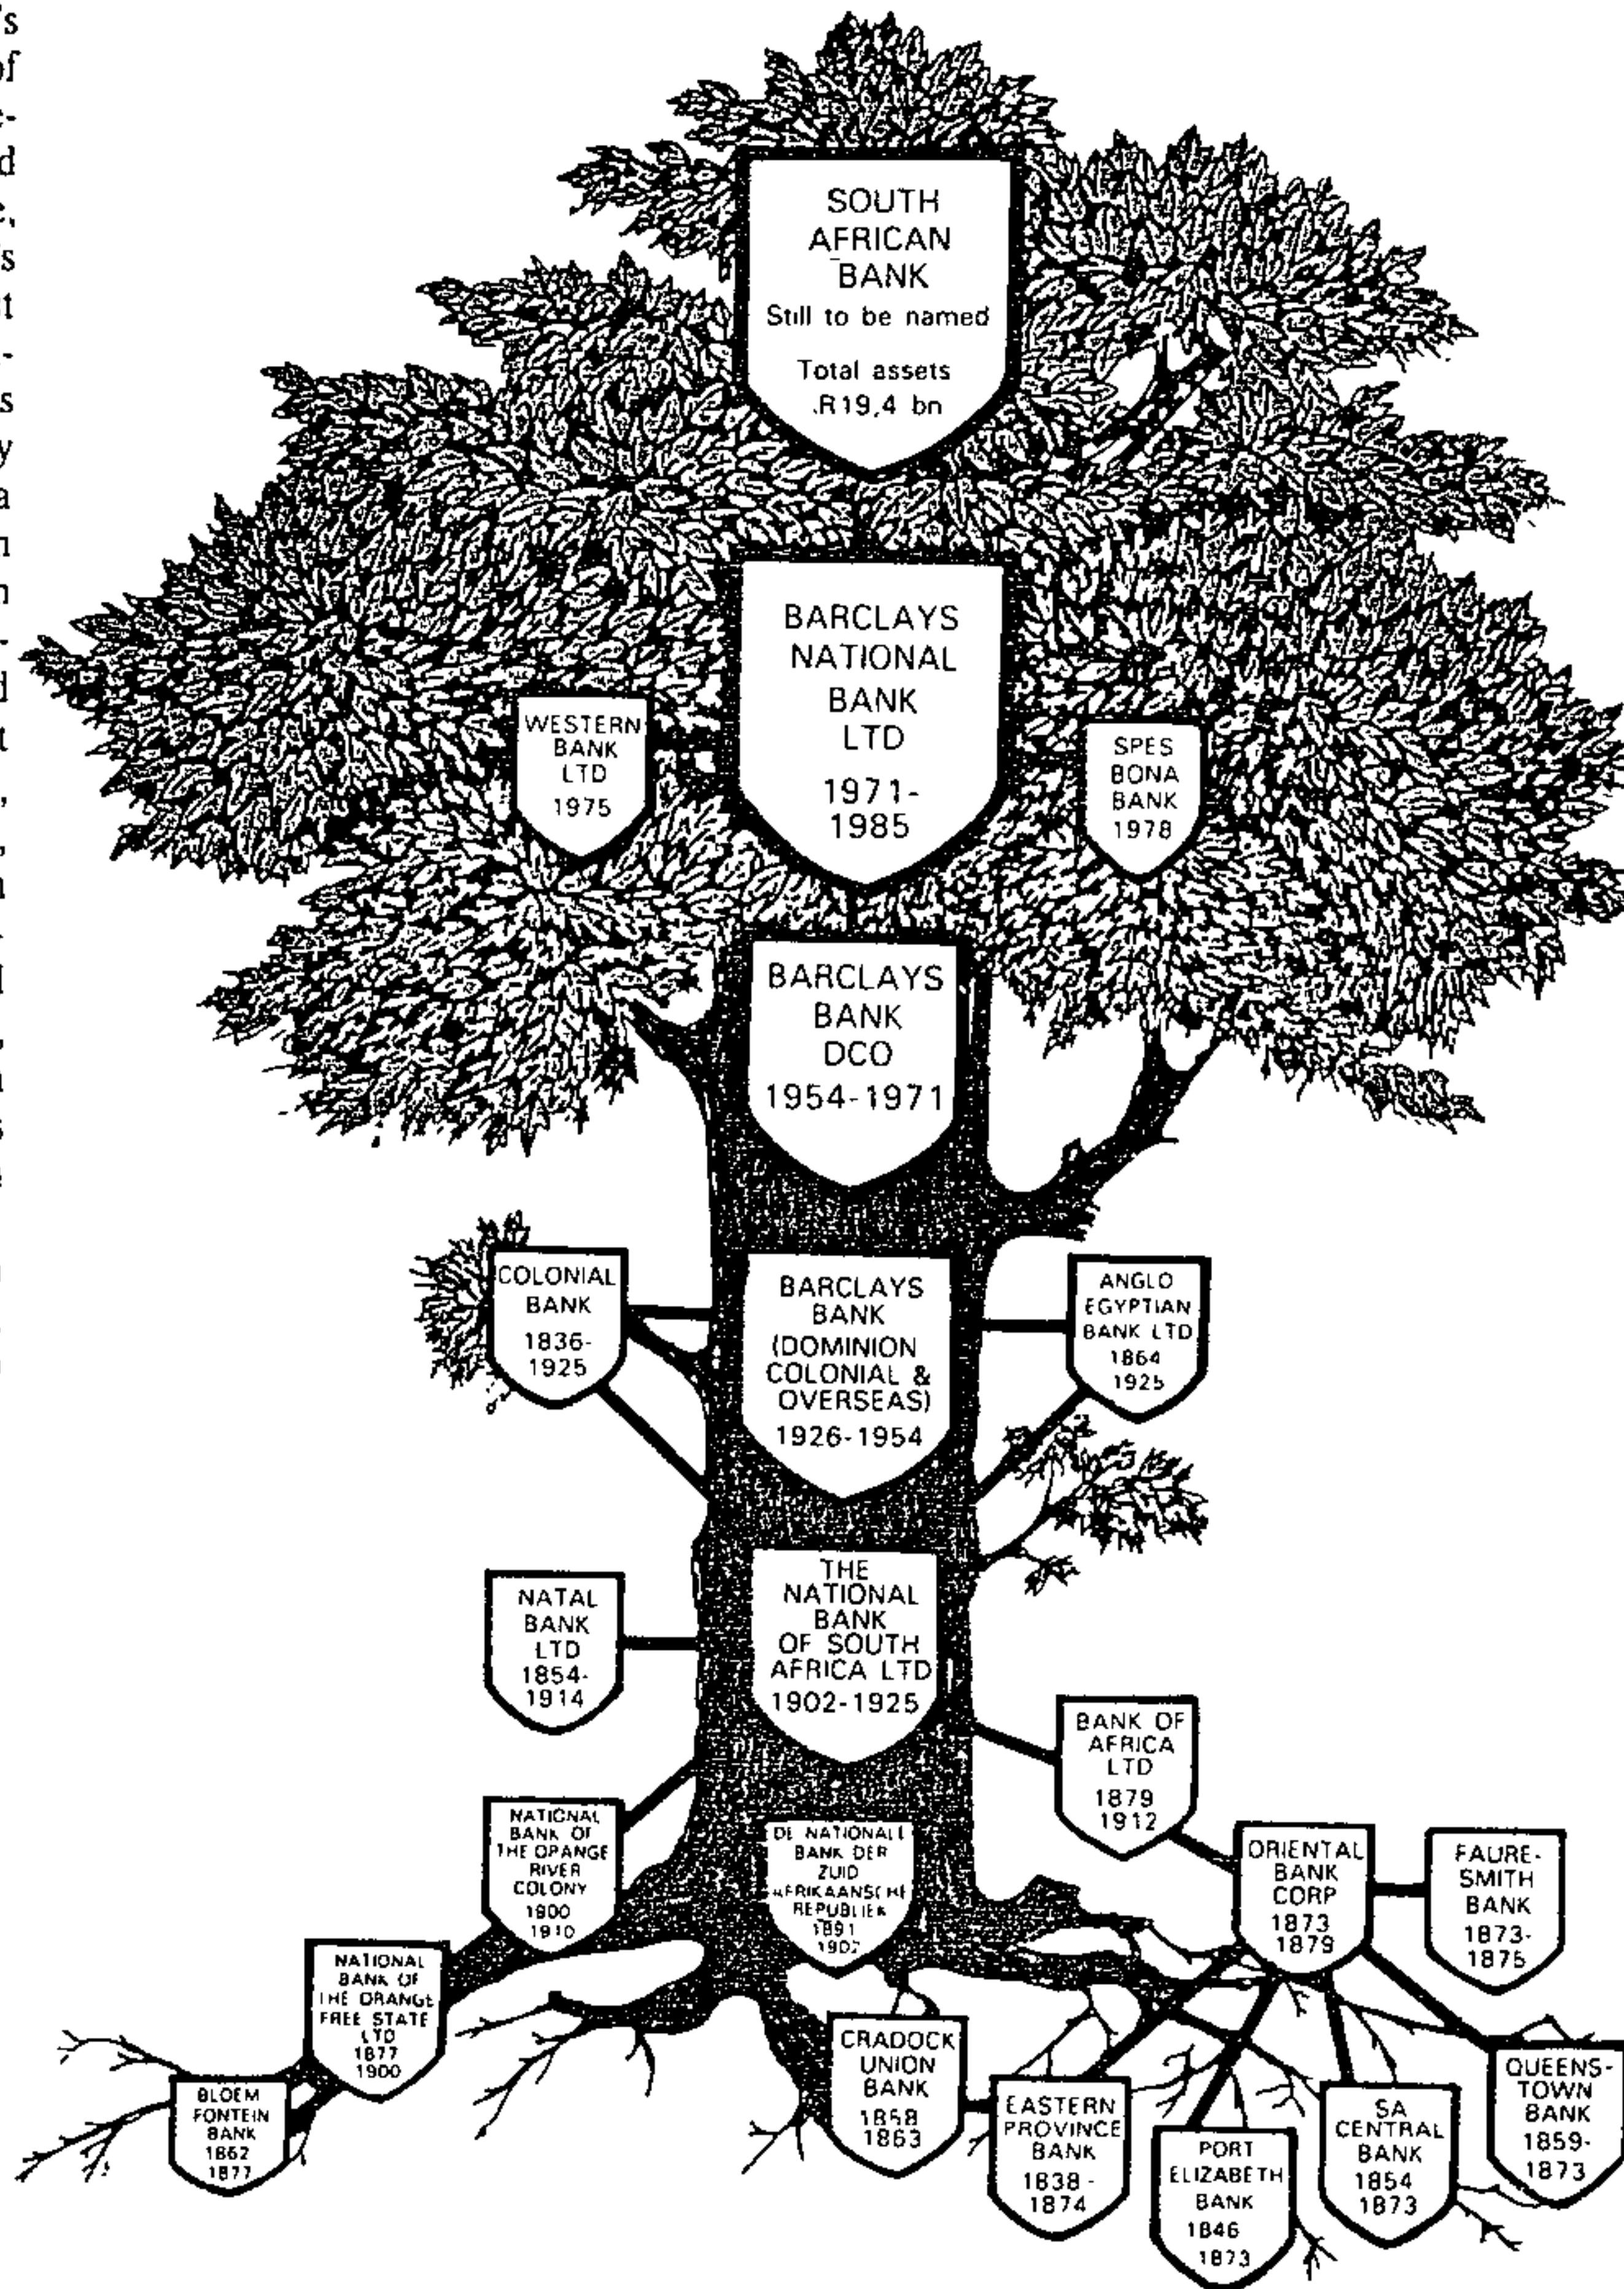 's
of
e-
d
e,
's
st
-
s
y
a
n
n
-
d
t
,
,
n
-
d
,
n
s
e
SOUTH
AFRICAN
BANK
Still to be named
Total assets
R19,4 bn
BARCLAYS
NATIONAL
BANK
LTD
1971-
1985
WESTERN
BANK
LTD
1975
SPES
BONA
BANK
1978
BARCLAYS
BANK
DCO
1954-1971
COLONIAL
BANK
1836-
1925
BARCLAYS
BANK
(DOMINION
COLONIAL &
OVERSEAS)
1926-1954
ANGLO
EGYPTIAN
BANK LTD
1864
1925
NATAL
BANK
LTD
1854-
1914
THE
NATIONAL
BANK
OF SOUTH
AFRICA LTD
1902-1925
BANK OF
AFRICA
LTD
1879
1912
NATIONAL
BANK OF
THE ORANGE
RIVER
COLONY
1900
1910
DE NATIONALE
BANK DER
ZUID
AFRIKAANSCHE
REPUBLIEK
1891
1902
ORIENTAL
BANK
CORP
1873
1879
FAURE-
SMITH
BANK
1873-
1875
NATIONAL
BANK OF
THE ORANGE
FREE STATE
LTD
1877
1900
BLOEM
FONTEIN
BANK
1862
1877
CRADOCK
UNION
BANK
1858
1863
EASTERN
PROVINCE
BANK
1838-
1874
PORT
ELIZABETH
BANK
1846
1873
SA
CENTRAL
BANK
1854
1873
QUEENS-
TOWN
BANK
1859-
1873